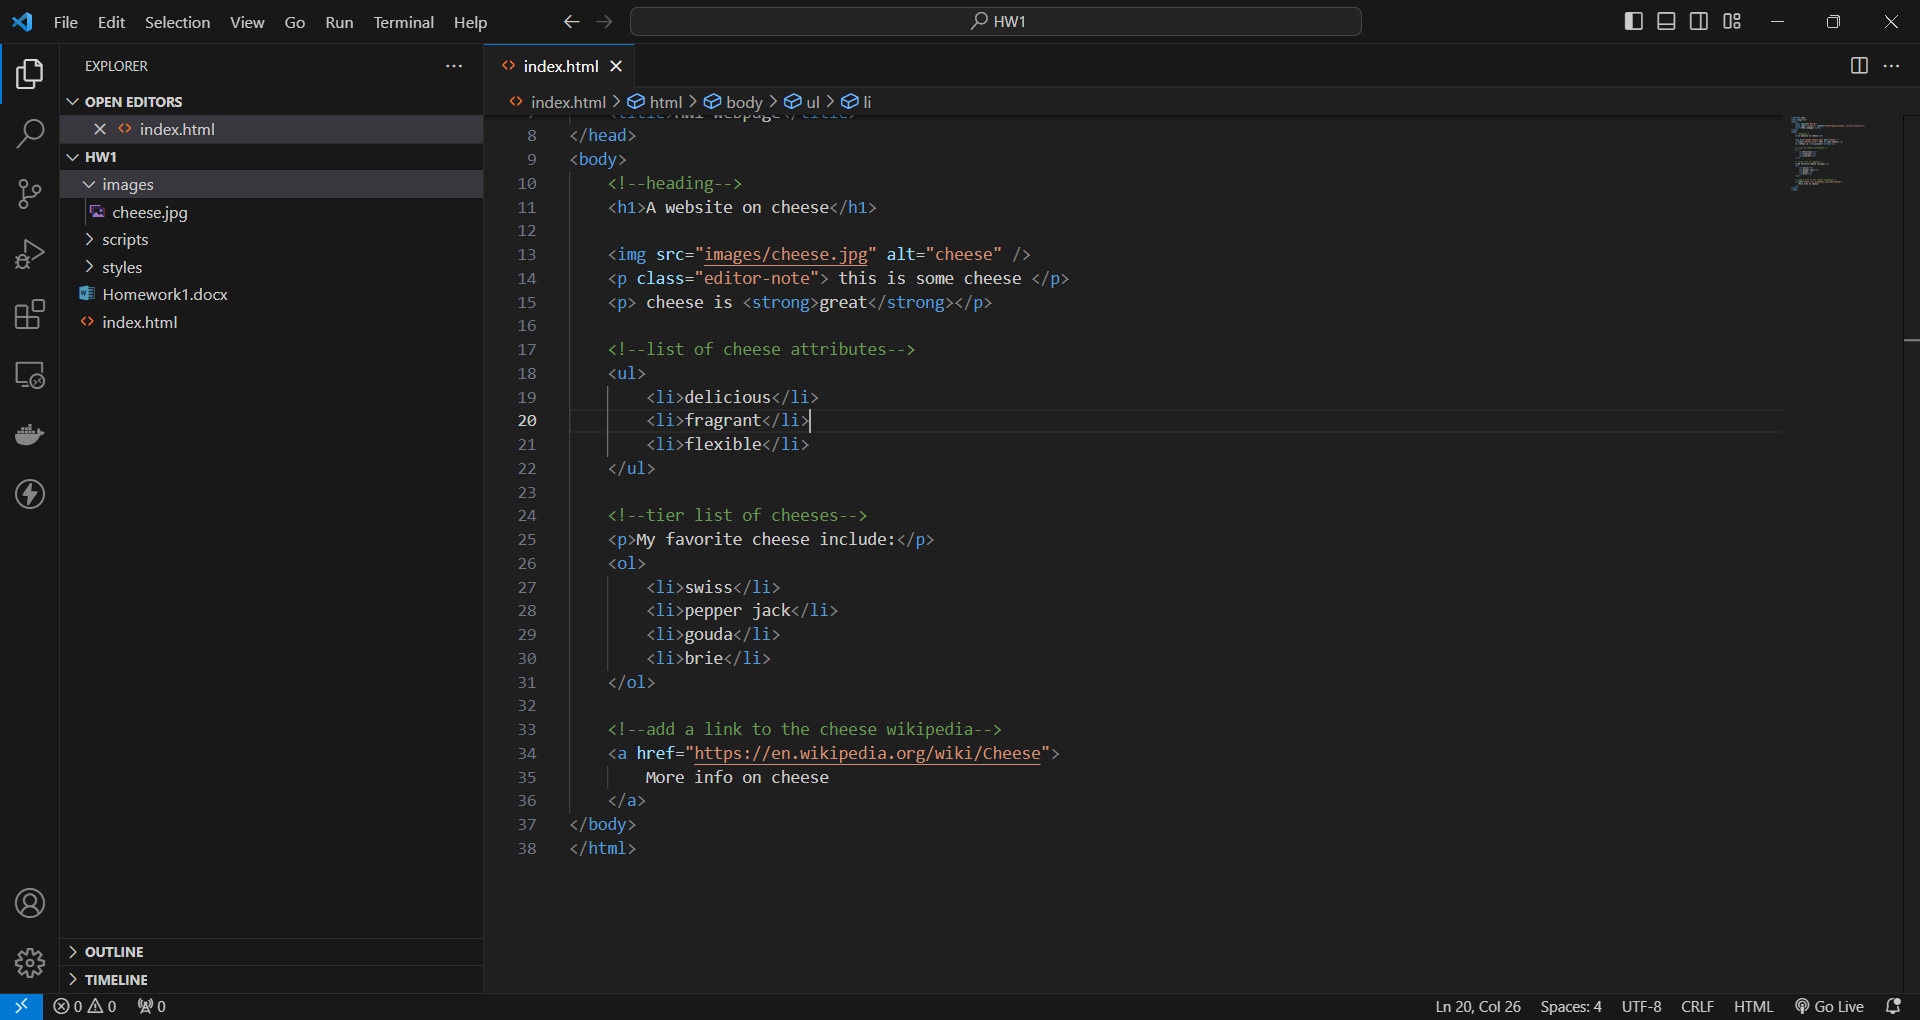 File Edit Selection View Go Run Terminal Help
HW1
EXPLORER
OPEN EDITORS
index.html
HW1
images
cheese.jpg
scripts
styles
Homework1.docx
index.html
OUTLINE
TIMELINE
index.html
index.html > html > body > ul > li
8 </head>
9 <body>
10 <!--heading-->
11 <h1>A website on cheese</h1>
12
13 <img src="images/cheese.jpg" alt="cheese" />
14 <p class="editor-note"> this is some cheese </p>
15 <p> cheese is <strong>great</strong></p>
16
17 <!--list of cheese attributes-->
18 <ul>
19 <li>delicious</li>
20 <li>fragrant</li>
21 <li>flexible</li>
22 </ul>
23
24 <!--tier list of cheeses-->
25 <p>My favorite cheese include:</p>
26 <ol>
27 <li>swiss</li>
28 <li>pepper jack</li>
29 <li>gouda</li>
30 <li>brie</li>
31 </ol>
32
33 <!--add a link to the cheese wikipedia-->
34 <a href="https://en.wikipedia.org/wiki/Cheese">
35 More info on cheese
36 </a>
37 </body>
38 </html>
0 0 0 Ln 20, Col 26 Spaces: 4 UTF-8 CRLF HTML Go Live